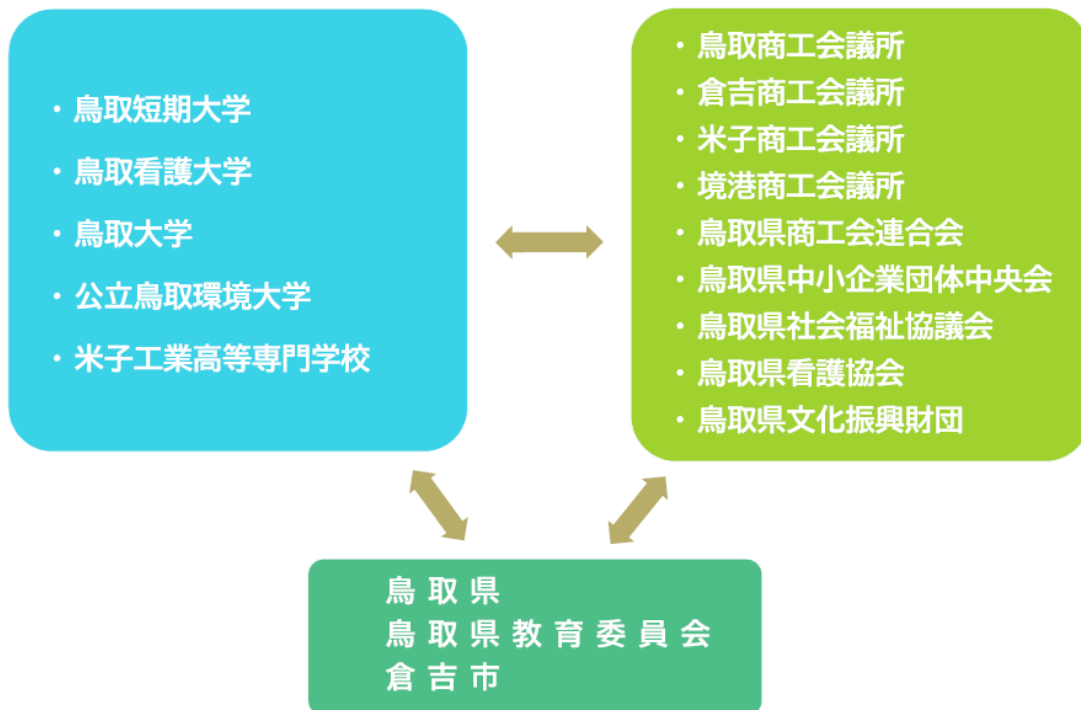 ・鳥取短期大学
・鳥取看護大学
・鳥取大学
・公立鳥取環境大学
・米子工業高等専門学校
・鳥取商工会議所
・倉吉商工会議所
・米子商工会議所
・境港商工会議所
・鳥取県商工会連合会
・鳥取県中小企業団体中央会
・鳥取県社会福祉協議会
・鳥取県看護協会
・鳥取県文化振興財団
鳥取県
鳥取県教育委員会
倉吉市